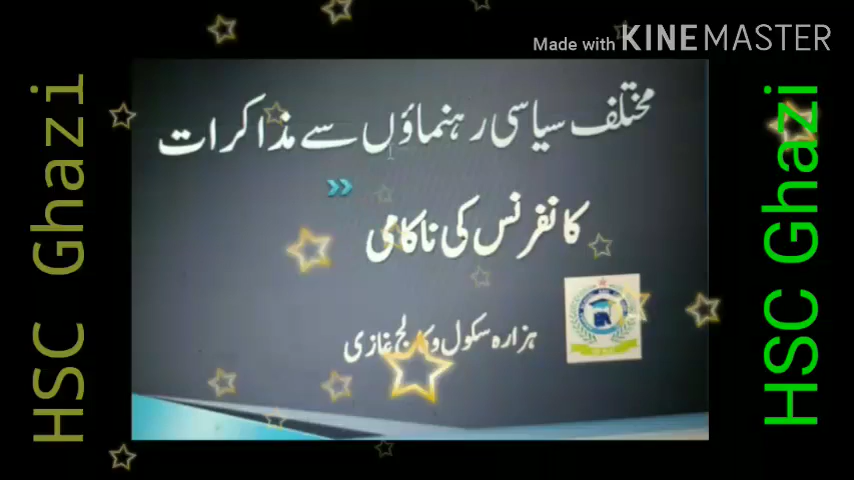 Made with KINEMASTER
HSC Ghazi
HSC Ghazi
مختلف سیاسی رہنماؤں سے مذاکرات
کانفرنس کی ناکامی
ہزارہ سکول و کالج غازی